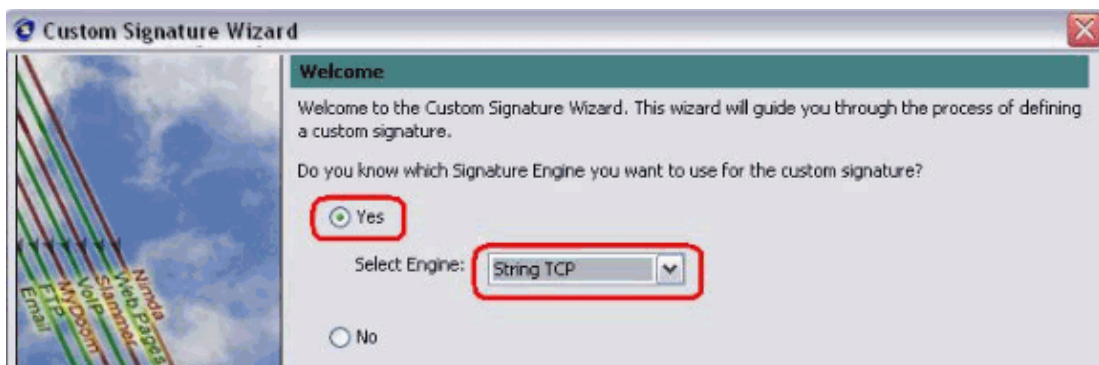 Custom Signature Wizard
Welcome
Welcome to the Custom Signature Wizard. This wizard will guide you through the process of defining
a custom signature.
Do you know which Signature Engine you want to use for the custom signature?
Yes
Select Engine:
String TCP
No
Email
FTP
MyDoom
VoIP
Slammer
Web Pages
Nimda